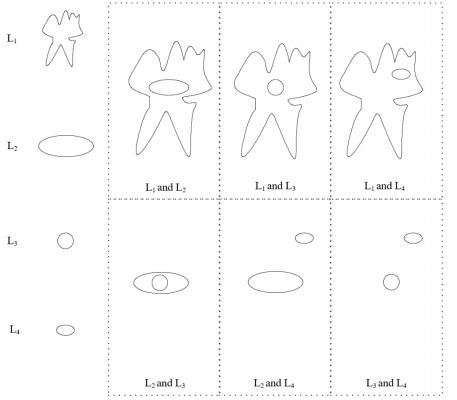 L₁
L₂
L₃
L₄
L₁ and L₂
L₁ and L₃
L₁ and L₄
L₂ and L₃
L₂ and L₄
L₃ and L₄